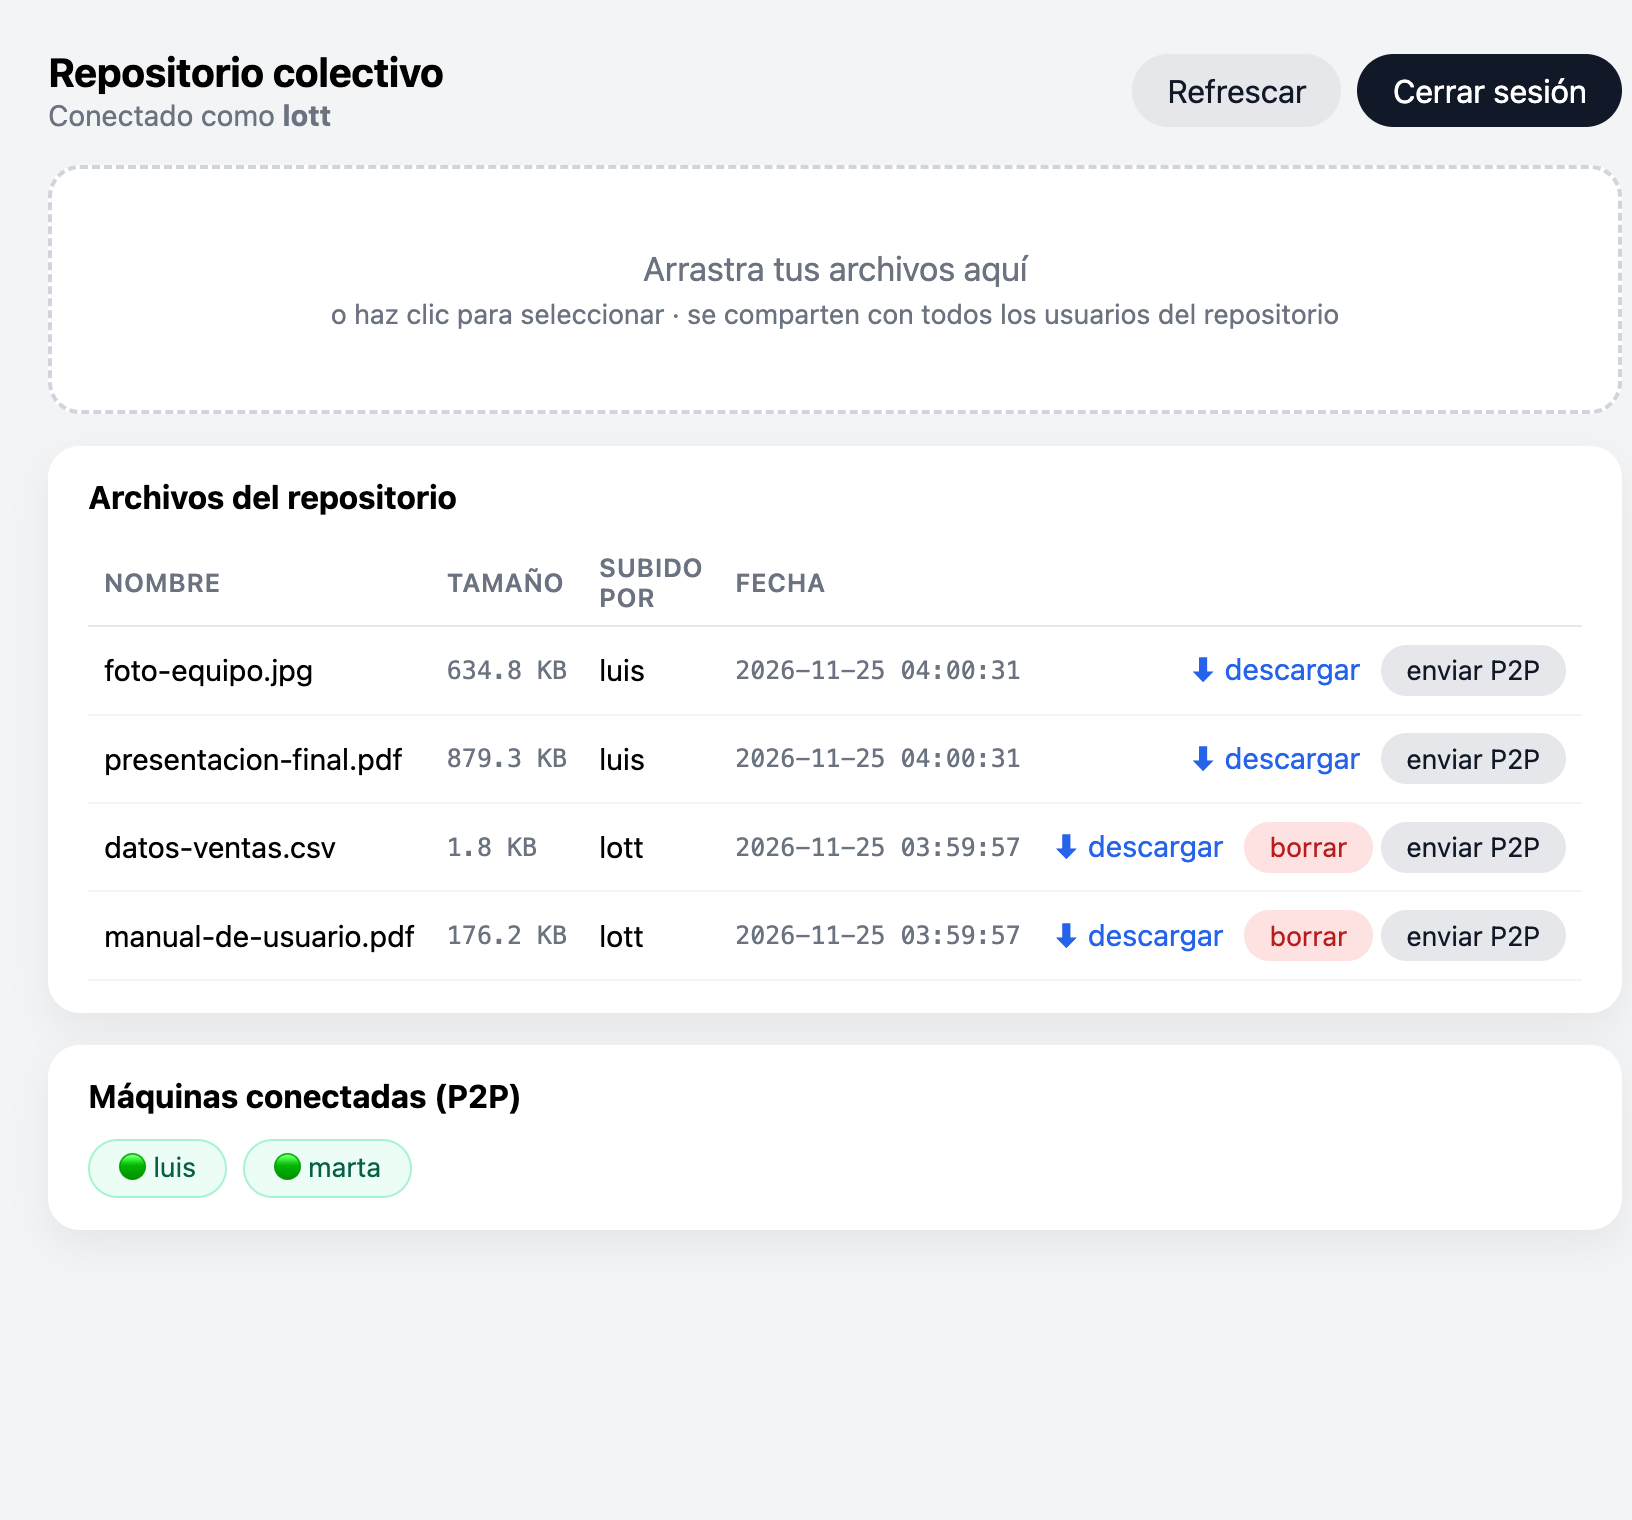 Repositorio colectivo
Conectado como lott
Refrescar
Cerrar sesión
Arrastra tus archivos aquí
o haz clic para seleccionar · se comparten con todos los usuarios del repositorio
Archivos del repositorio
NOMBRE TAMAÑO SUBIDO POR FECHA
foto-equipo.jpg 634.8 KB luis 2026-11-25 04:00:31 ⬇ descargar enviar P2P
presentacion-final.pdf 879.3 KB luis 2026-11-25 04:00:31 ⬇ descargar enviar P2P
datos-ventas.csv 1.8 KB lott 2026-11-25 03:59:57 ⬇ descargar borrar enviar P2P
manual-de-usuario.pdf 176.2 KB lott 2026-11-25 03:59:57 ⬇ descargar borrar enviar P2P
Máquinas conectadas (P2P)
luis marta